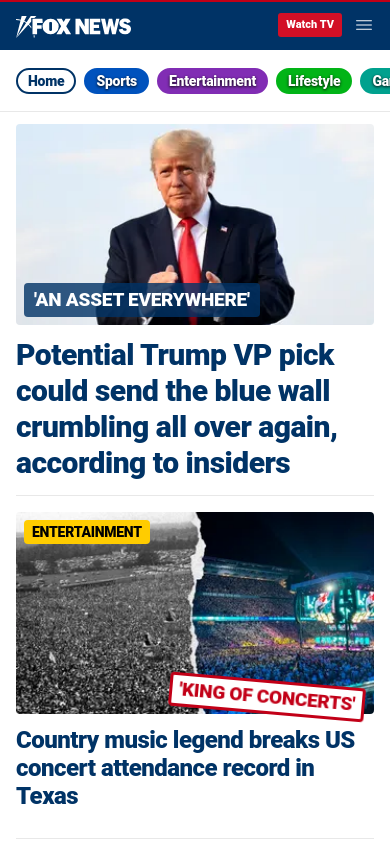 FOX NEWS
Watch TV
Home
Sports
Entertainment
Lifestyle
'AN ASSET EVERYWHERE'
Potential Trump VP pick
could send the blue wall
crumbling all over again,
according to insiders
ENTERTAINMENT
'KING OF CONCERTS'
Country music legend breaks US
concert attendance record in
Texas